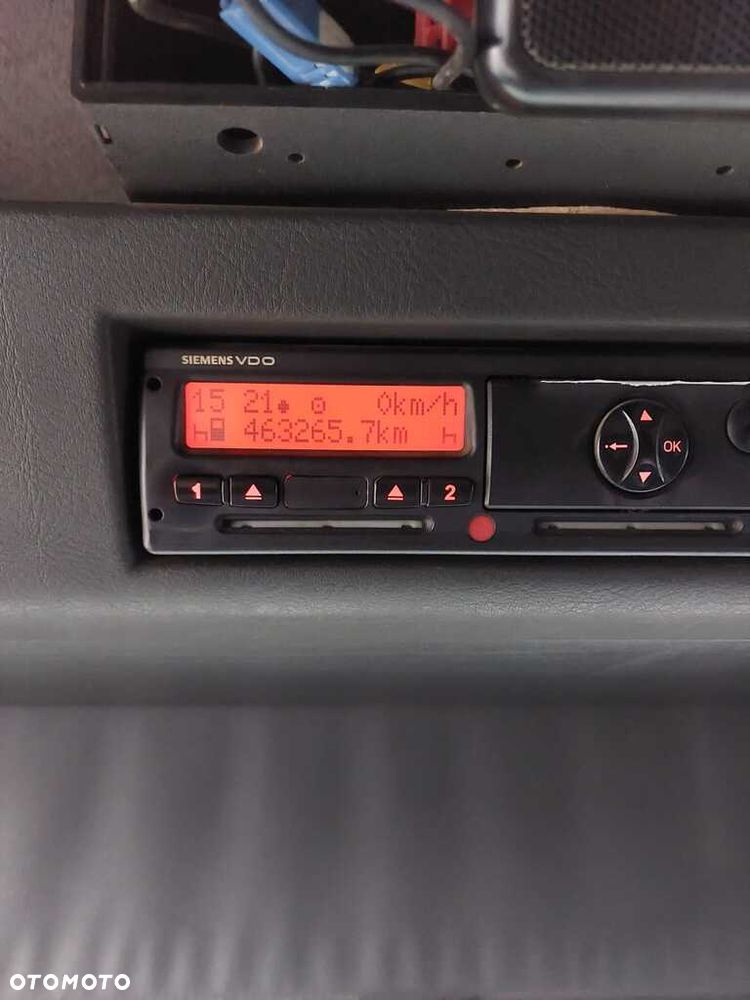 SIEMENS VDO
15 21 0km/h
463265.7km
1 2
OK
OTOMOTO